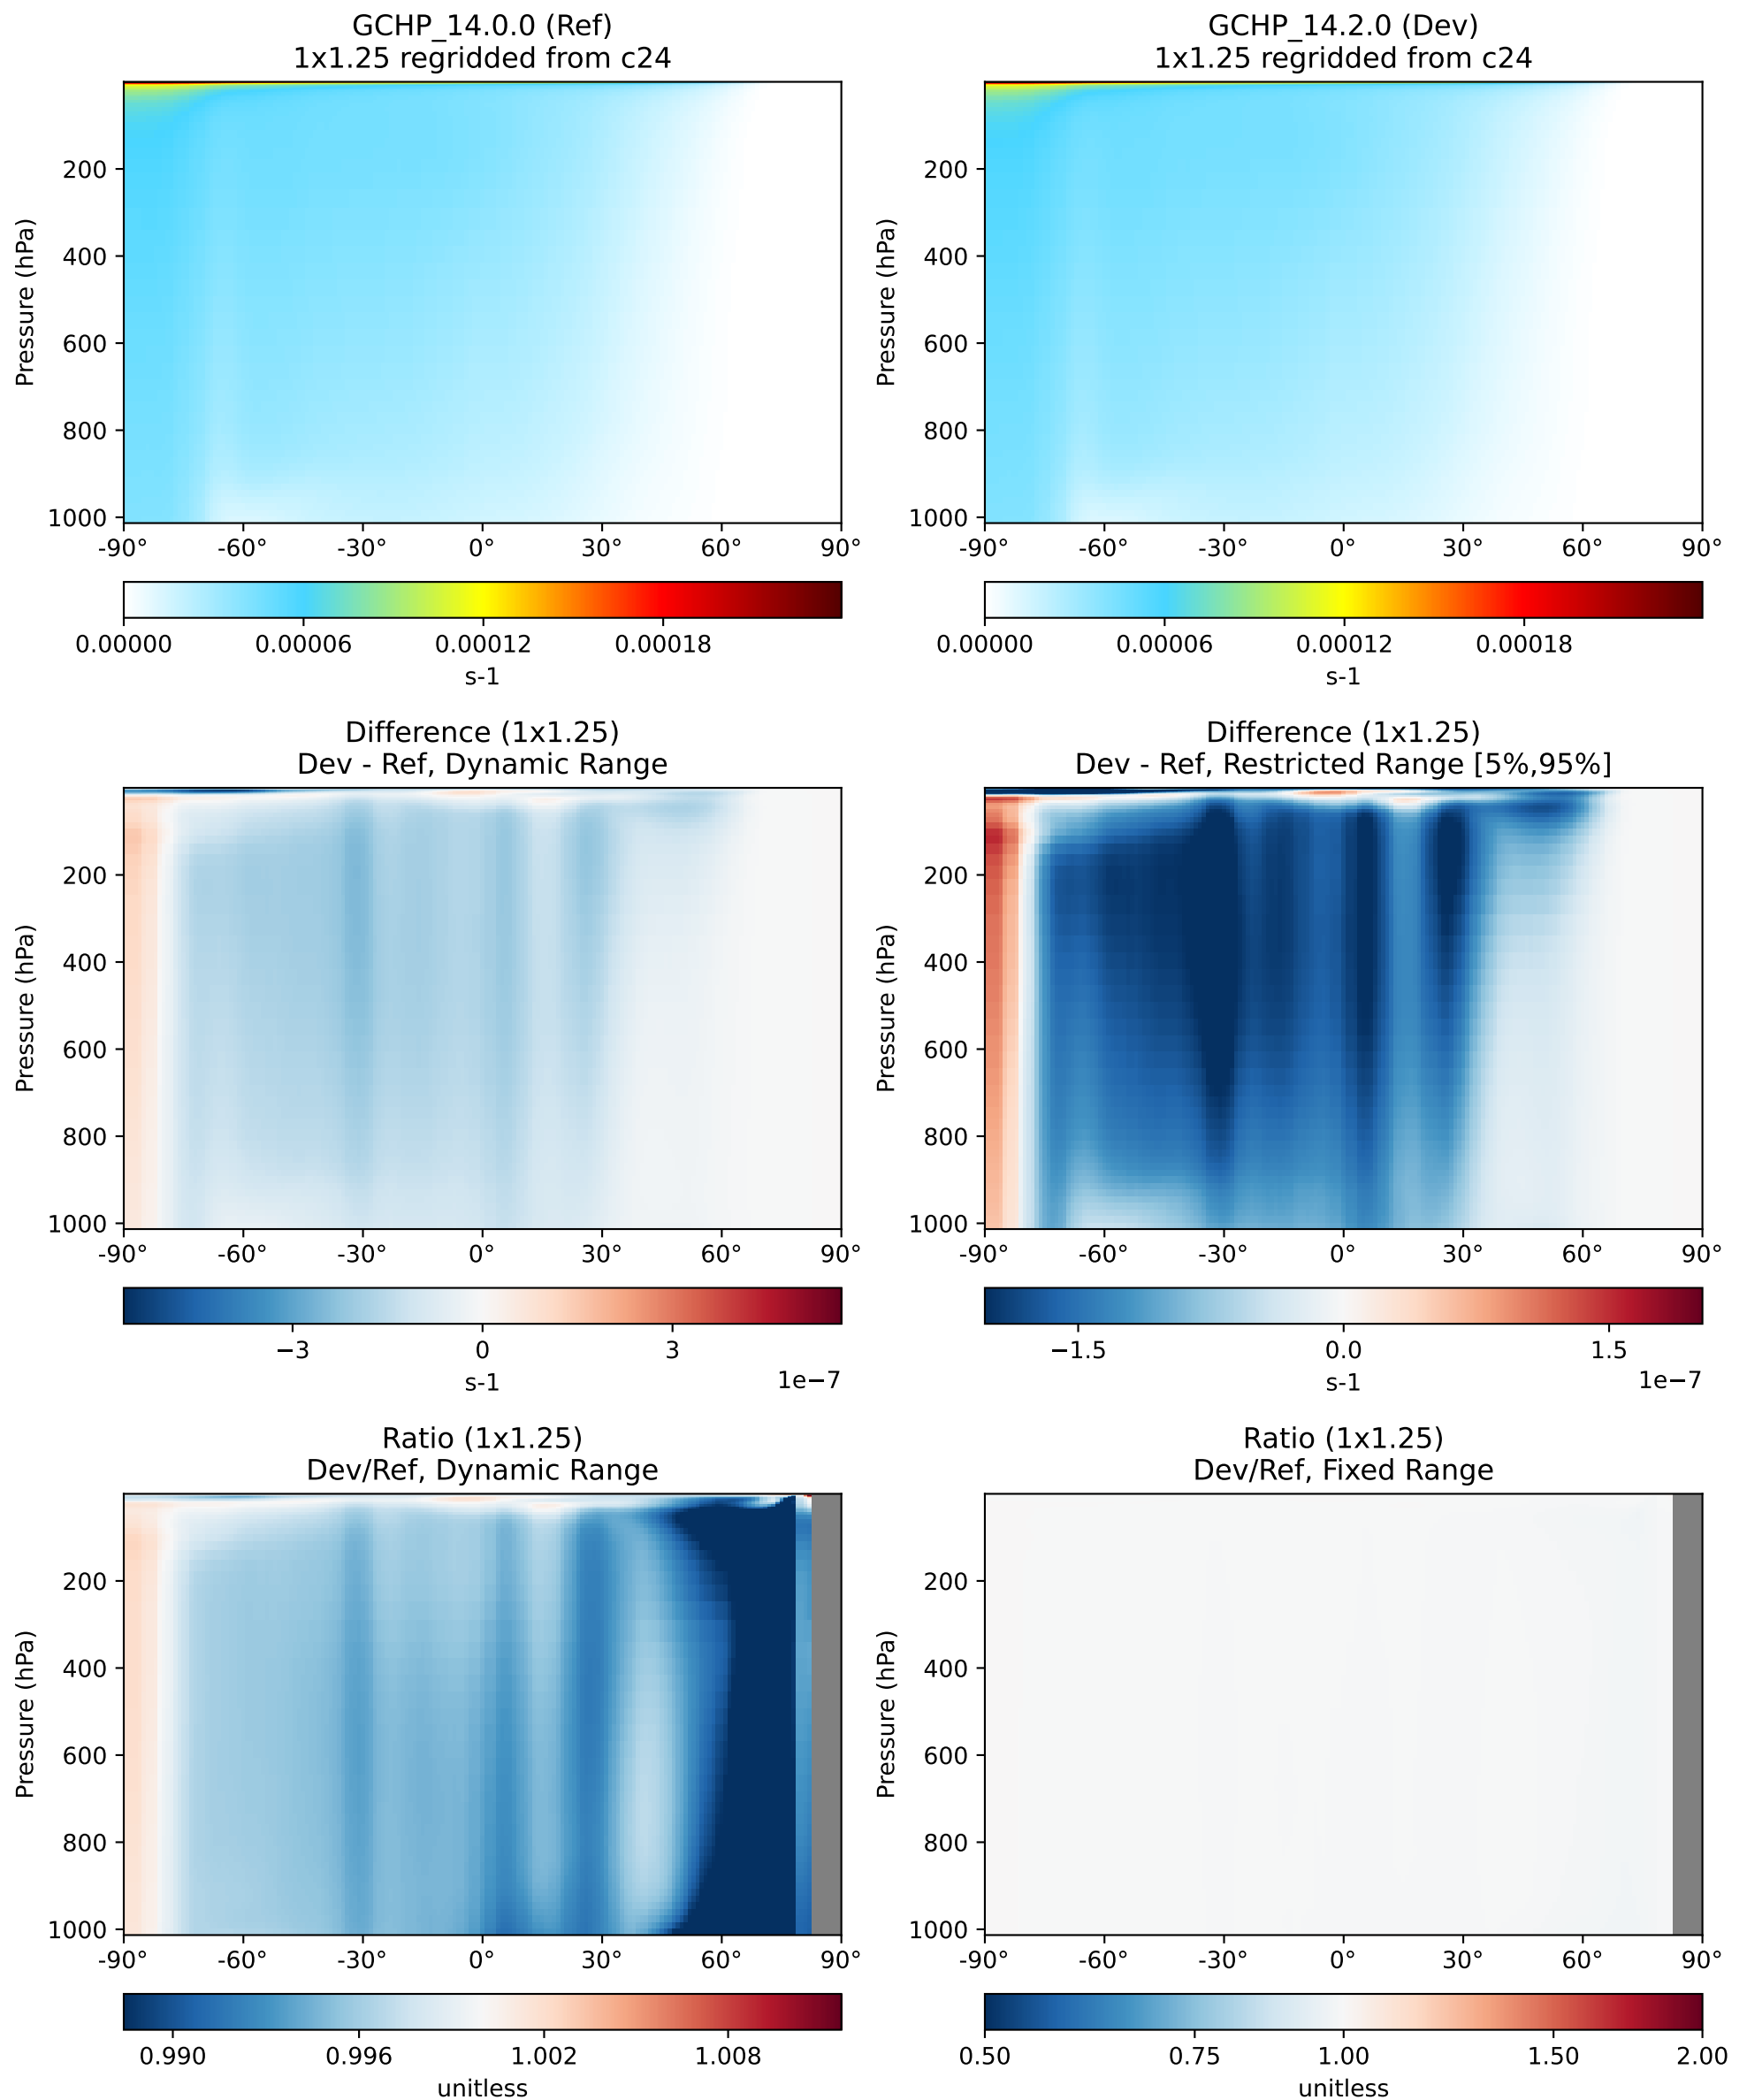 GCHP_14.0.0 (Ref)
1x1.25 regridded from c24
Pressure (hPa)
200
400
600
800
1000
-90° -60° -30° 0° 30° 60° 90°
0.00000 0.00006 0.00012 0.00018
s-1
GCHP_14.2.0 (Dev)
1x1.25 regridded from c24
Pressure (hPa)
200
400
600
800
1000
-90° -60° -30° 0° 30° 60° 90°
0.00000 0.00006 0.00012 0.00018
s-1
Difference (1x1.25)
Dev - Ref, Dynamic Range
Pressure (hPa)
200
400
600
800
1000
-90° -60° -30° 0° 30° 60° 90°
−3 0 3
s-1 1e−7
Difference (1x1.25)
Dev - Ref, Restricted Range [5%,95%]
Pressure (hPa)
200
400
600
800
1000
-90° -60° -30° 0° 30° 60° 90°
−1.5 0.0 1.5
s-1 1e−7
Ratio (1x1.25)
Dev/Ref, Dynamic Range
Pressure (hPa)
200
400
600
800
1000
-90° -60° -30° 0° 30° 60° 90°
0.990 0.996 1.002 1.008
unitless
Ratio (1x1.25)
Dev/Ref, Fixed Range
Pressure (hPa)
200
400
600
800
1000
-90° -60° -30° 0° 30° 60° 90°
0.50 0.75 1.00 1.50 2.00
unitless